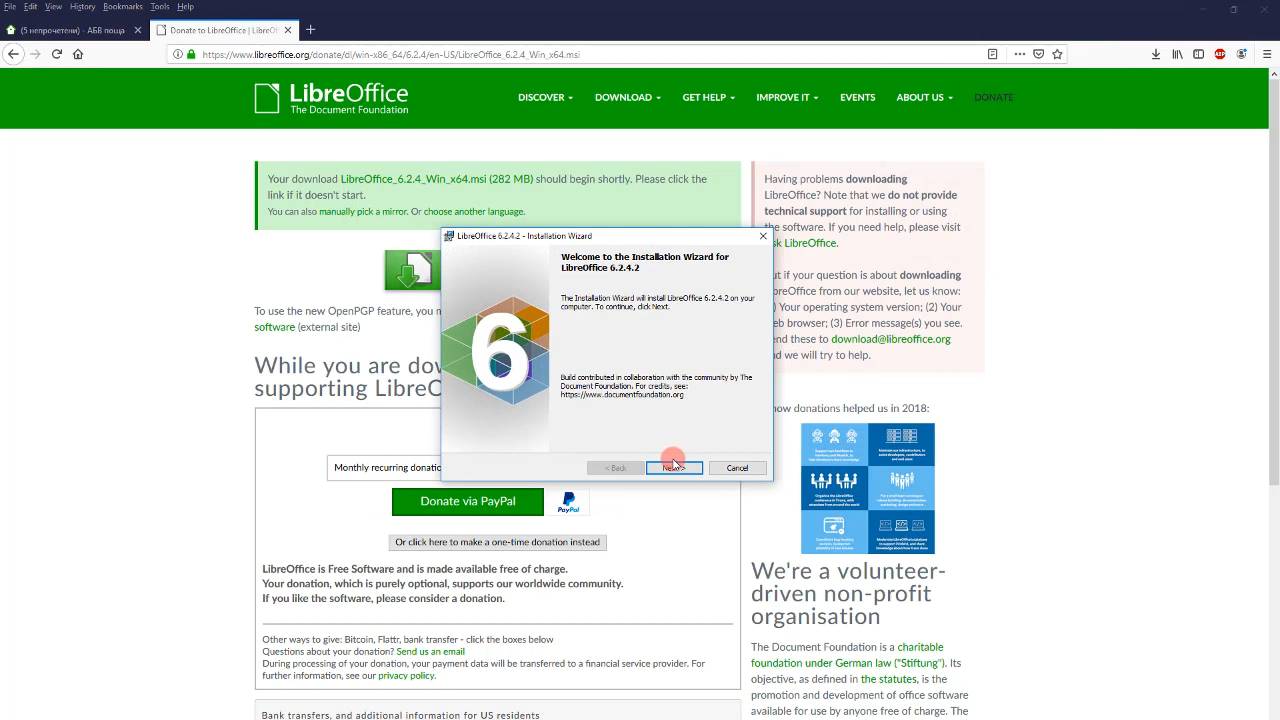 File Edit View History Bookmarks Tools Help
(5 непрочетени) - АБВ поща
Donate to LibreOffice | LibreOf
https://www.libreoffice.org/donate/dl/win-x86_64/6.2.4/en-US/LibreOffice_6.2.4_Win_x64.msi
LibreOffice
The Document Foundation
DISCOVER DOWNLOAD GET HELP IMPROVE IT EVENTS ABOUT US DONATE
Your download LibreOffice_6.2.4_Win_x64.msi (282 MB) should begin shortly. Please click the
link if it doesn't start.
You can also manually pick a mirror. Or choose another language.
To use the new OpenPGP feature, you
software (external site)
While you are do
supporting LibreO
Monthly recurring donatio
Donate via PayPal
PayPal
Or click here to make a one-time donation instead
LibreOffice is Free Software and is made available free of charge.
Your donation, which is purely optional, supports our worldwide community.
If you like the software, please consider a donation.
Other ways to give: Bitcoin, Flattr, bank transfer - click the boxes below
Questions about your donation? Send us an email
During processing of your donation, your payment data will be transferred to a financial service provider. For
further information, see our privacy policy.
Bank transfers, and additional information for US residents
LibreOffice 6.2.4.2 - Installation Wizard
6
Welcome to the Installation Wizard for
LibreOffice 6.2.4.2
The Installation Wizard will install LibreOffice 6.2.4.2 on your
computer. To continue, click Next.
Build contributed in collaboration with the community by The
Document Foundation. For credits, see:
https://www.documentfoundation.org
< Back Next > Cancel
Having problems downloading
LibreOffice? Note that we do not provide
technical support for installing or using
the software. If you need help, please visit
sk LibreOffice.
ut if your question is about downloading
breOffice from our website, let us know:
) Your operating system version; (2) Your
eb browser; (3) Error message(s) you see.
end these to download@libreoffice.org
nd we will try to help.
how donations helped us in 2018:
We're a volunteer-
driven non-profit
organisation
The Document Foundation is a charitable
foundation under German law ("Stiftung"). Its
objective, as defined in the statutes, is the
promotion and development of office software
available for use by anyone free of charge. The